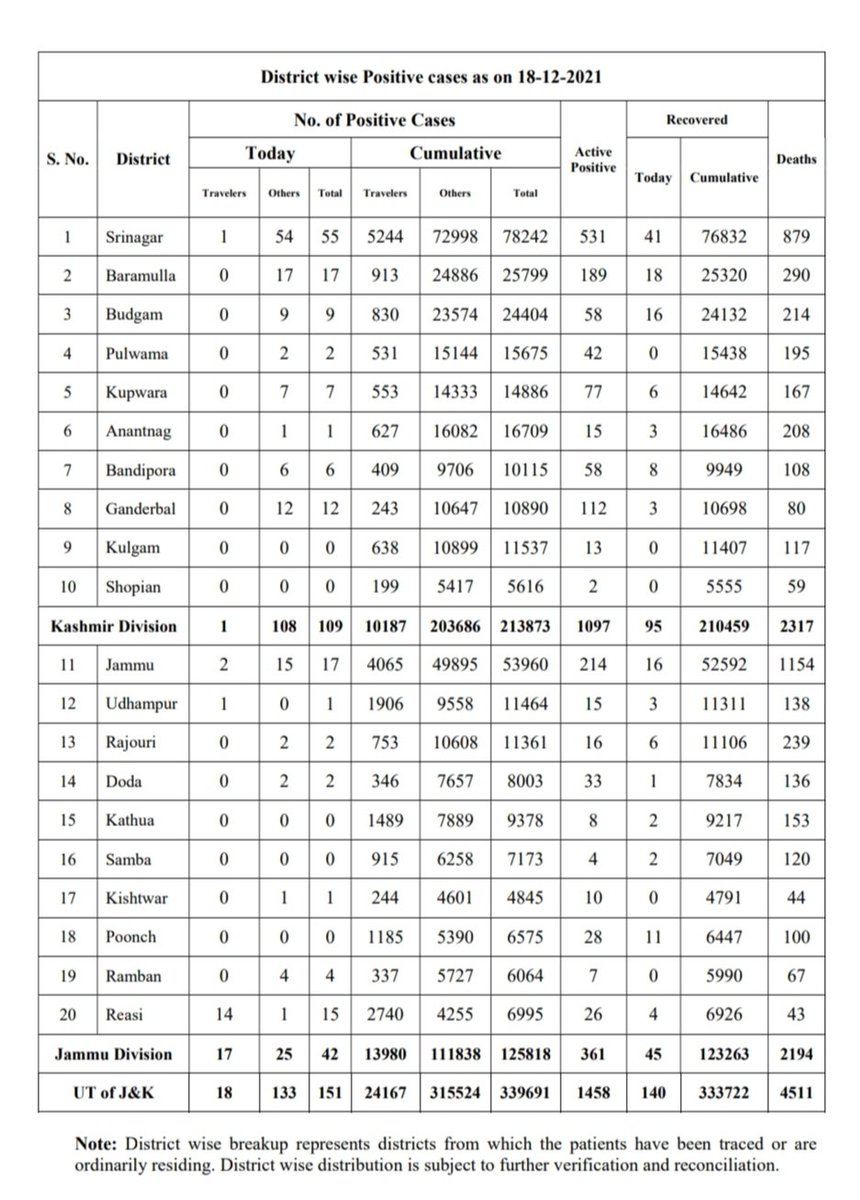 District wise Positive cases as on 18-12-2021
S. No. District No. of Positive Cases Active Positive Recovered Deaths
Today Cumulative Today Cumulative
Travelers Others Total Travelers Others Total
1 Srinagar 1 54 55 5244 72998 78242 531 41 76832 879
2 Baramulla 0 17 17 913 24886 25799 189 18 25320 290
3 Budgam 0 9 9 830 23574 24404 58 16 24132 214
4 Pulwama 0 2 2 531 15144 15675 42 0 15438 195
5 Kupwara 0 7 7 553 14333 14886 77 6 14642 167
6 Anantnag 0 1 1 627 16082 16709 15 3 16486 208
7 Bandipora 0 6 6 409 9706 10115 58 8 9949 108
8 Ganderbal 0 12 12 243 10647 10890 112 3 10698 80
9 Kulgam 0 0 0 638 10899 11537 13 0 11407 117
10 Shopian 0 0 0 199 5417 5616 2 0 5555 59
Kashmir Division 1 108 109 10187 203686 213873 1097 95 210459 2317
11 Jammu 2 15 17 4065 49895 53960 214 16 52592 1154
12 Udhampur 1 0 1 1906 9558 11464 15 3 11311 138
13 Rajouri 0 2 2 753 10608 11361 16 6 11106 239
14 Doda 0 2 2 346 7657 8003 33 1 7834 136
15 Kathua 0 0 0 1489 7889 9378 8 2 9217 153
16 Samba 0 0 0 915 6258 7173 4 2 7049 120
17 Kishtwar 0 1 1 244 4601 4845 10 0 4791 44
18 Poonch 0 0 0 1185 5390 6575 28 11 6447 100
19 Ramban 0 4 4 337 5727 6064 7 0 5990 67
20 Reasi 14 1 15 2740 4255 6995 26 4 6926 43
Jammu Division 17 25 42 13980 111838 125818 361 45 123263 2194
UT of J&K 18 133 151 24167 315524 339691 1458 140 333722 4511
Note: District wise breakup represents districts from which the patients have been traced or are
ordinarily residing. District wise distribution is subject to further verification and reconciliation.